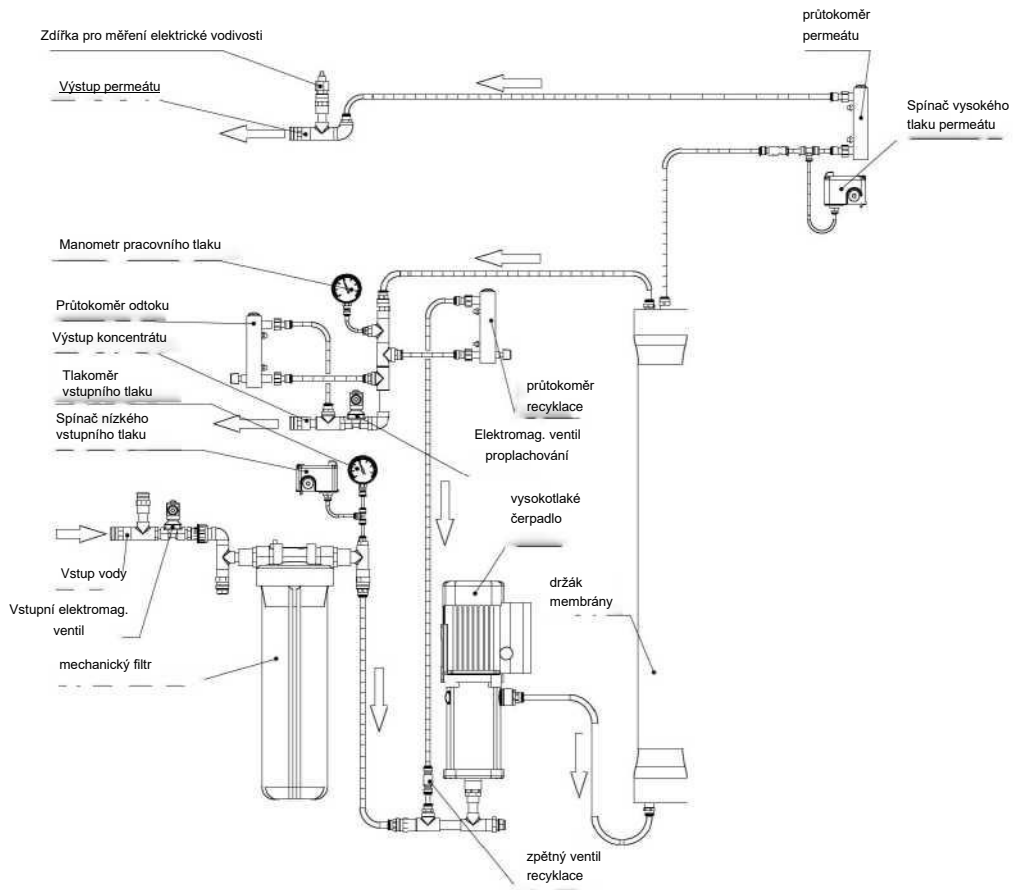 průtokoměr
permeátu
Zdířka pro měření elektrické vodivosti
Výstup permeátu
Spínač vysokého
tlaku permeátu
Manometr pracovního tlaku
Průtokoměr odtoku
Výstup koncentrátu
Tlakoměr
vstupního tlaku
Spínač nízkého
vstupního tlaku
průtokoměr
recyklace
Elektromag. ventil
proplachování
vysokotlaké
čerpadlo
Vstup vody
Vstupní elektromag.
ventil
mechanický filtr
držák
membrány
zpětný ventil
recyklace